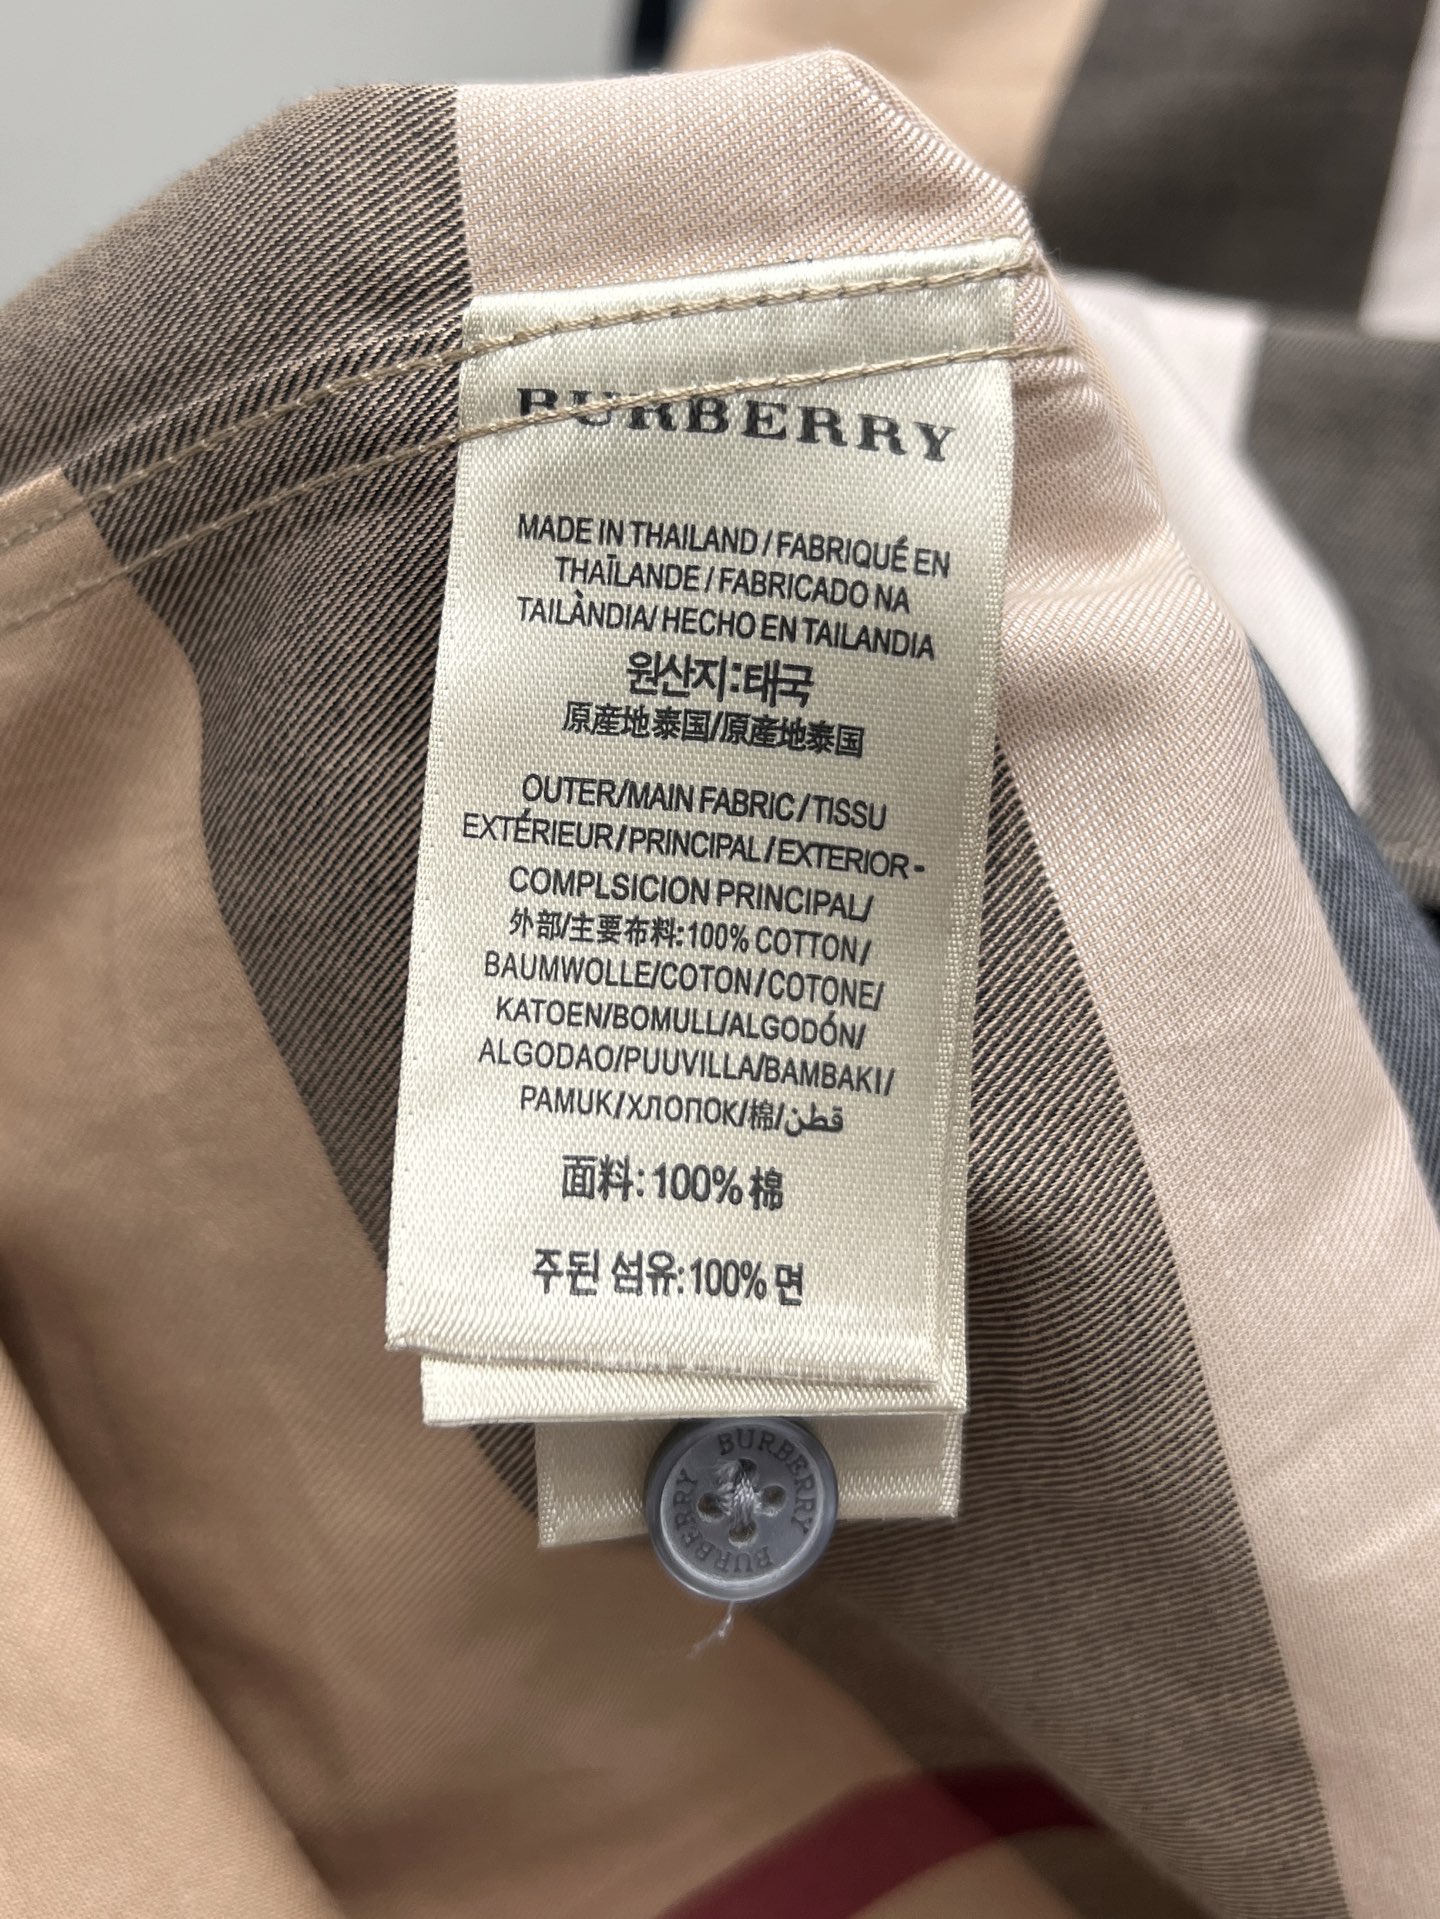 BURBERRY
MADE IN THAILAND / FABRIQUÉ EN
THAÏLANDE / FABRICADO NA
TAILÀNDIA/ HECHO EN TAILANDIA
원산지:태국
原産地泰国/原産地泰国
OUTER/MAIN FABRIC / TISSU
EXTÉRIEUR / PRINCIPAL / EXTERIOR-
COMPLSICION PRINCIPAL/
外部/主要布料:100% COTTON /
BAUMWOLLE/COTON / COTONE/
KATOEN/BOMULL/ALGODÓN/
ALGODAO/PUUVILLA/BAMBAKI /
PAMUK / ХЛОПОК/棉/قطن
面料: 100% 棉
주된 섬유: 100% 면
BURBERRY
BURBERRY